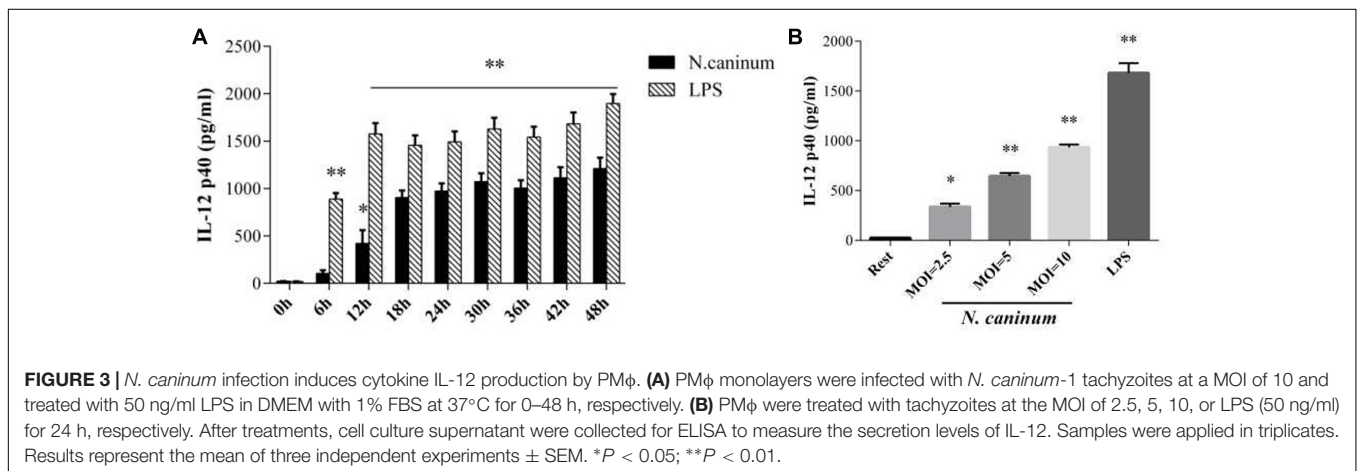 A
2500
2000
1500
1000
500
0
IL-12 p40 (pg/ml)
**
N.caninum
LPS
**
*
0h
6h
12h
18h
24h
30h
36h
42h
48h
B
2000
1500
1000
500
0
IL-12 p40 (pg/ml)
*
**
**
**
Rest
MOI=2.5
MOI=5
MOI=10
LPS
N. caninum
FIGURE 3 | N. caninum infection induces cytokine IL-12 production by PMϕ. (A) PMϕ monolayers were infected with N. caninum-1 tachyzoites at a MOI of 10 and
treated with 50 ng/ml LPS in DMEM with 1% FBS at 37°C for 0–48 h, respectively. (B) PMϕ were treated with tachyzoites at the MOI of 2.5, 5, 10, or LPS (50 ng/ml)
for 24 h, respectively. After treatments, cell culture supernatant were collected for ELISA to measure the secretion levels of IL-12. Samples were applied in triplicates.
Results represent the mean of three independent experiments ± SEM. *P < 0.05; **P < 0.01.